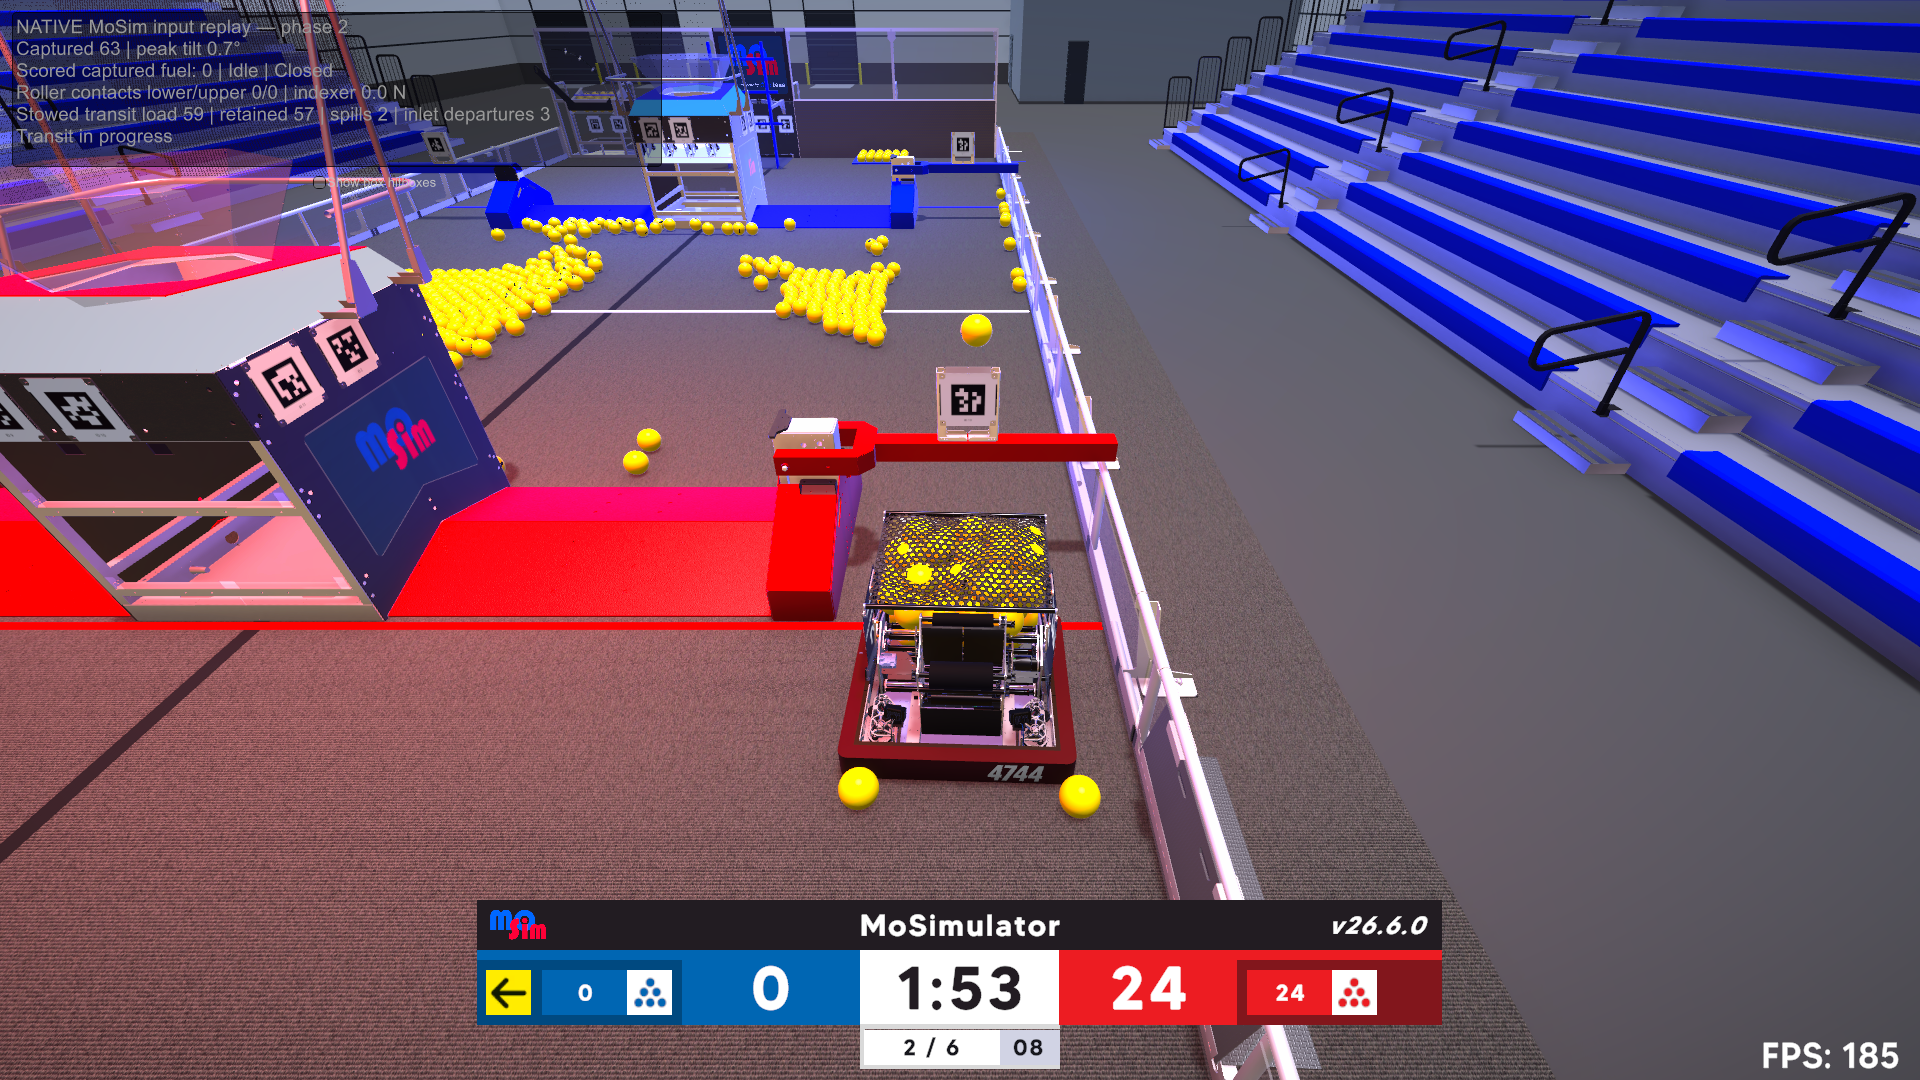 NATIVE MoSim input replay — phase 2
Captured 63 | peak tilt 0.7°
Scored captured fuel: 0 | Idle | Closed
Roller contacts lower/upper 0/0 | indexer 0.0 N
Stowed transit load 59 | retained 57 | spills 2 | inlet departures 3
Transit in progress
MoSim
4744
MoSim
MoSimulator
v26.6.0
0
0
1:53
24
24
2 / 6
08
FPS: 185